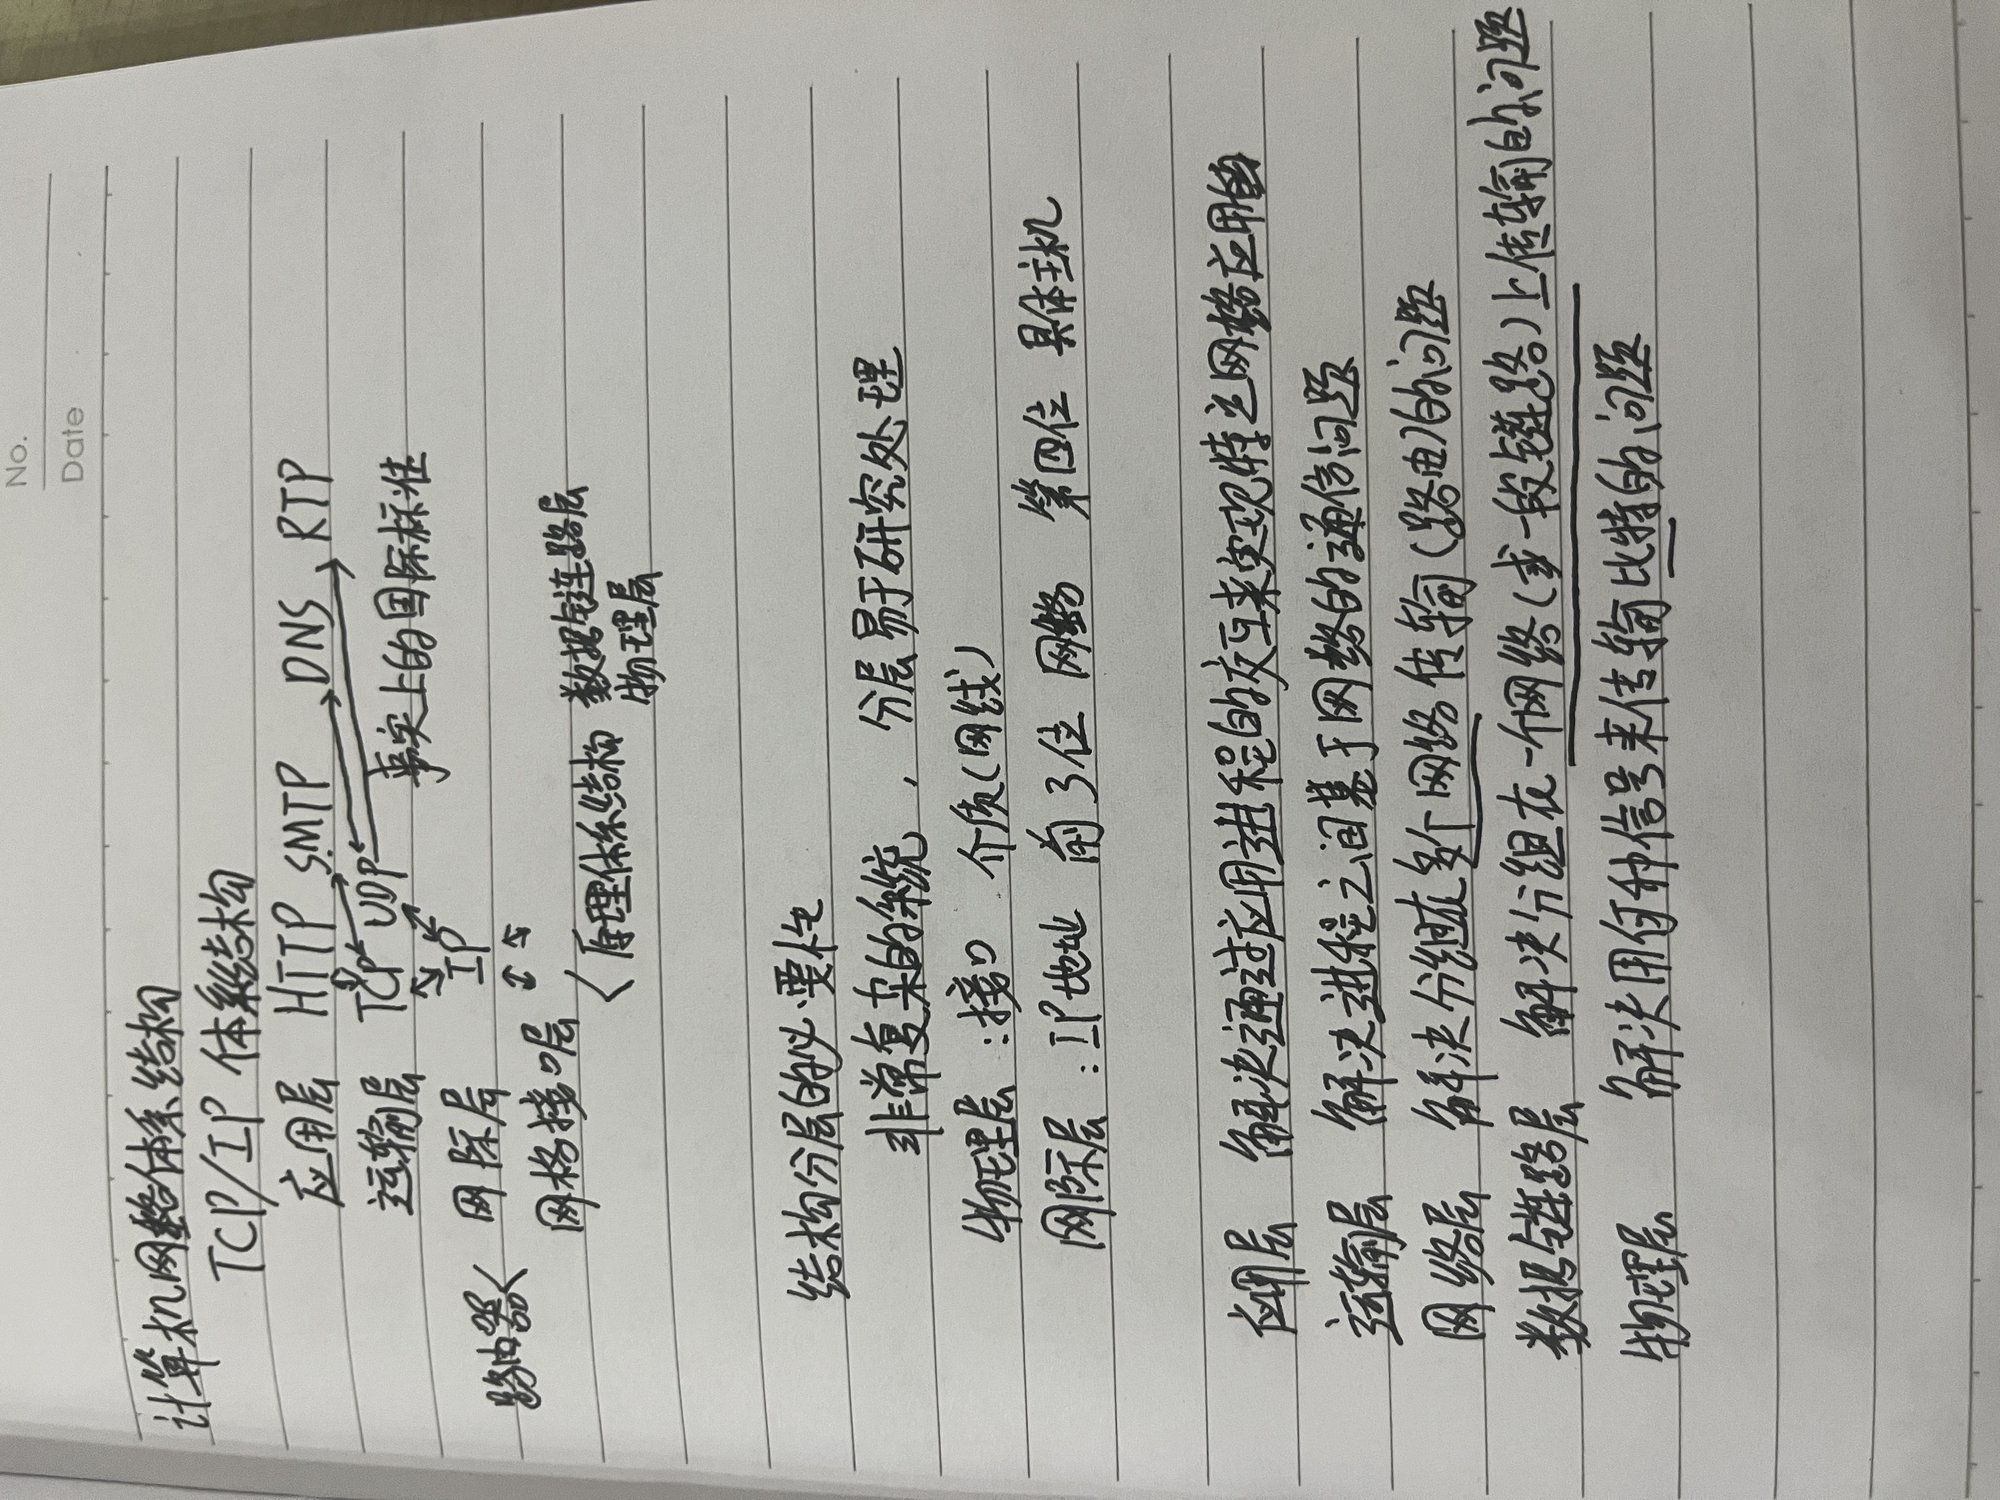 No.
Date
计算机网络体系结构
TCP/IP 体系结构
应用层 HTTP SMTP DNS RTP
运输层 TCP UDP 事实上的国际标准
网际层 IP
路由器
网格接口层 原理体系结构 数据链路层
物理层
结构分层的必要性
非常复杂的系统，分层易于研究处理
物理层：接口 介质(网线)
网际层：IP地址 前3位 网络 第四位 具体主机
应用层 解决通过应用进程的交互来实现特定网络应用
运输层 解决进程之间基于网络的通信问题
网络层 解决分组在多个网络传输(路由)的问题
数据链路层 解决分组在一个网络(或一段链路)上传输的问题
物理层 解决用何种信号来传输比特的问题